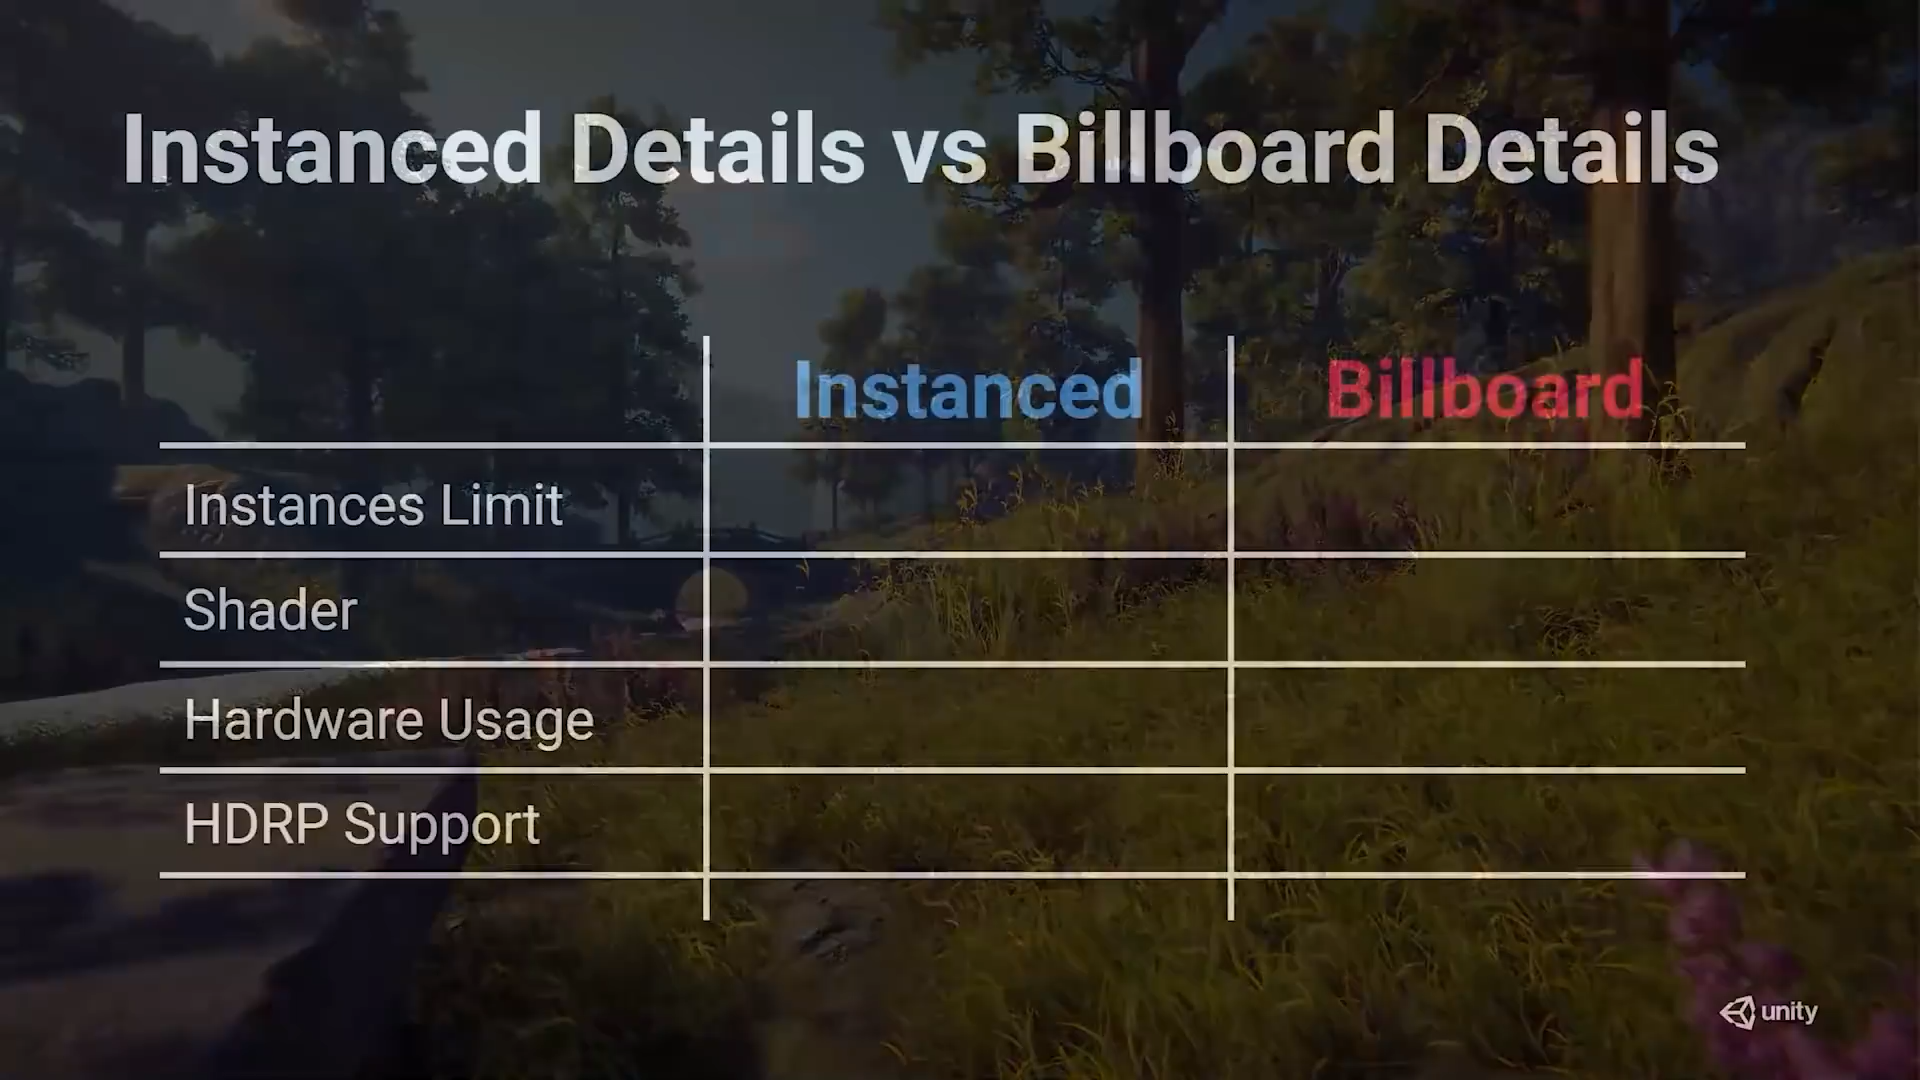 Instanced Details vs Billboard Details
Instanced Billboard
Instances Limit
Shader
Hardware Usage
HDRP Support
unity